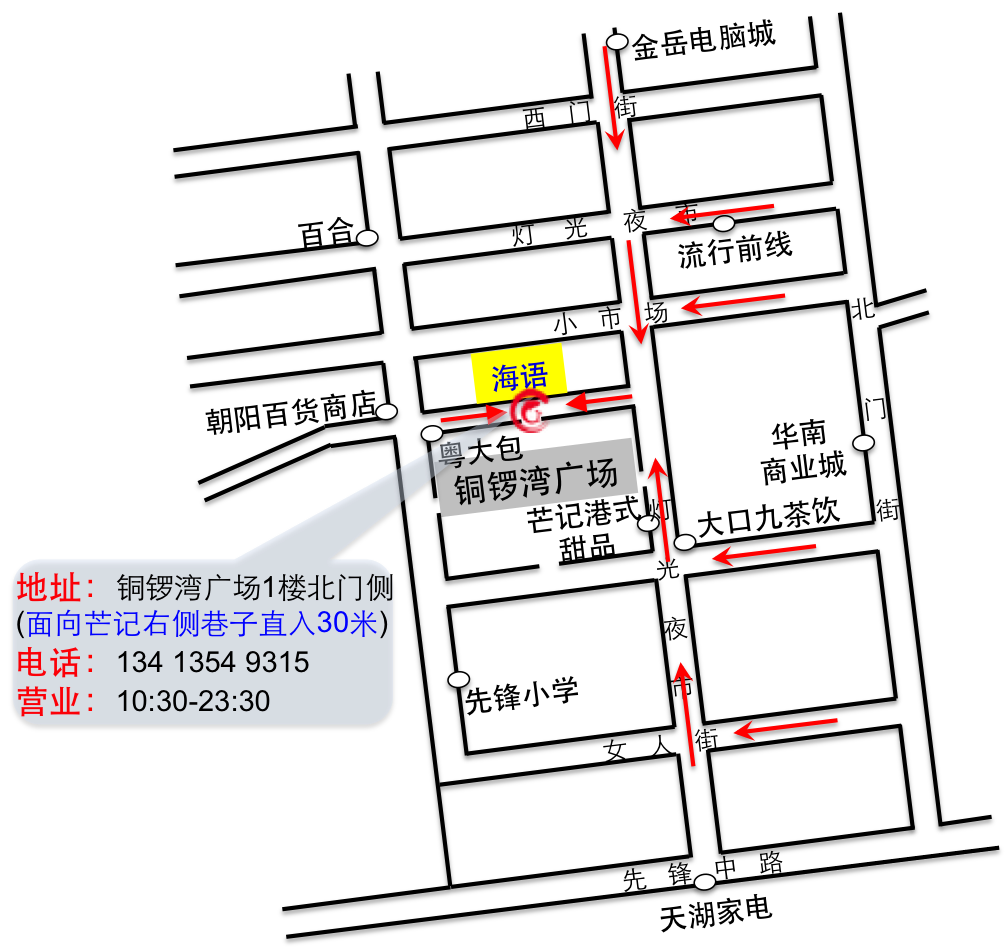 金岳电脑城
西门街
百合
灯光夜市
流行前线
小市场
北门街
海语
朝阳百货商店
粤大包
铜锣湾广场
华南
商业城
芒记港式
甜品
大口九茶饮
灯光夜市
地址：铜锣湾广场1楼北门侧
(面向芒记右侧巷子直入30米)
电话：134 1354 9315
营业：10:30-23:30
先锋小学
女人街
先锋中路
天湖家电